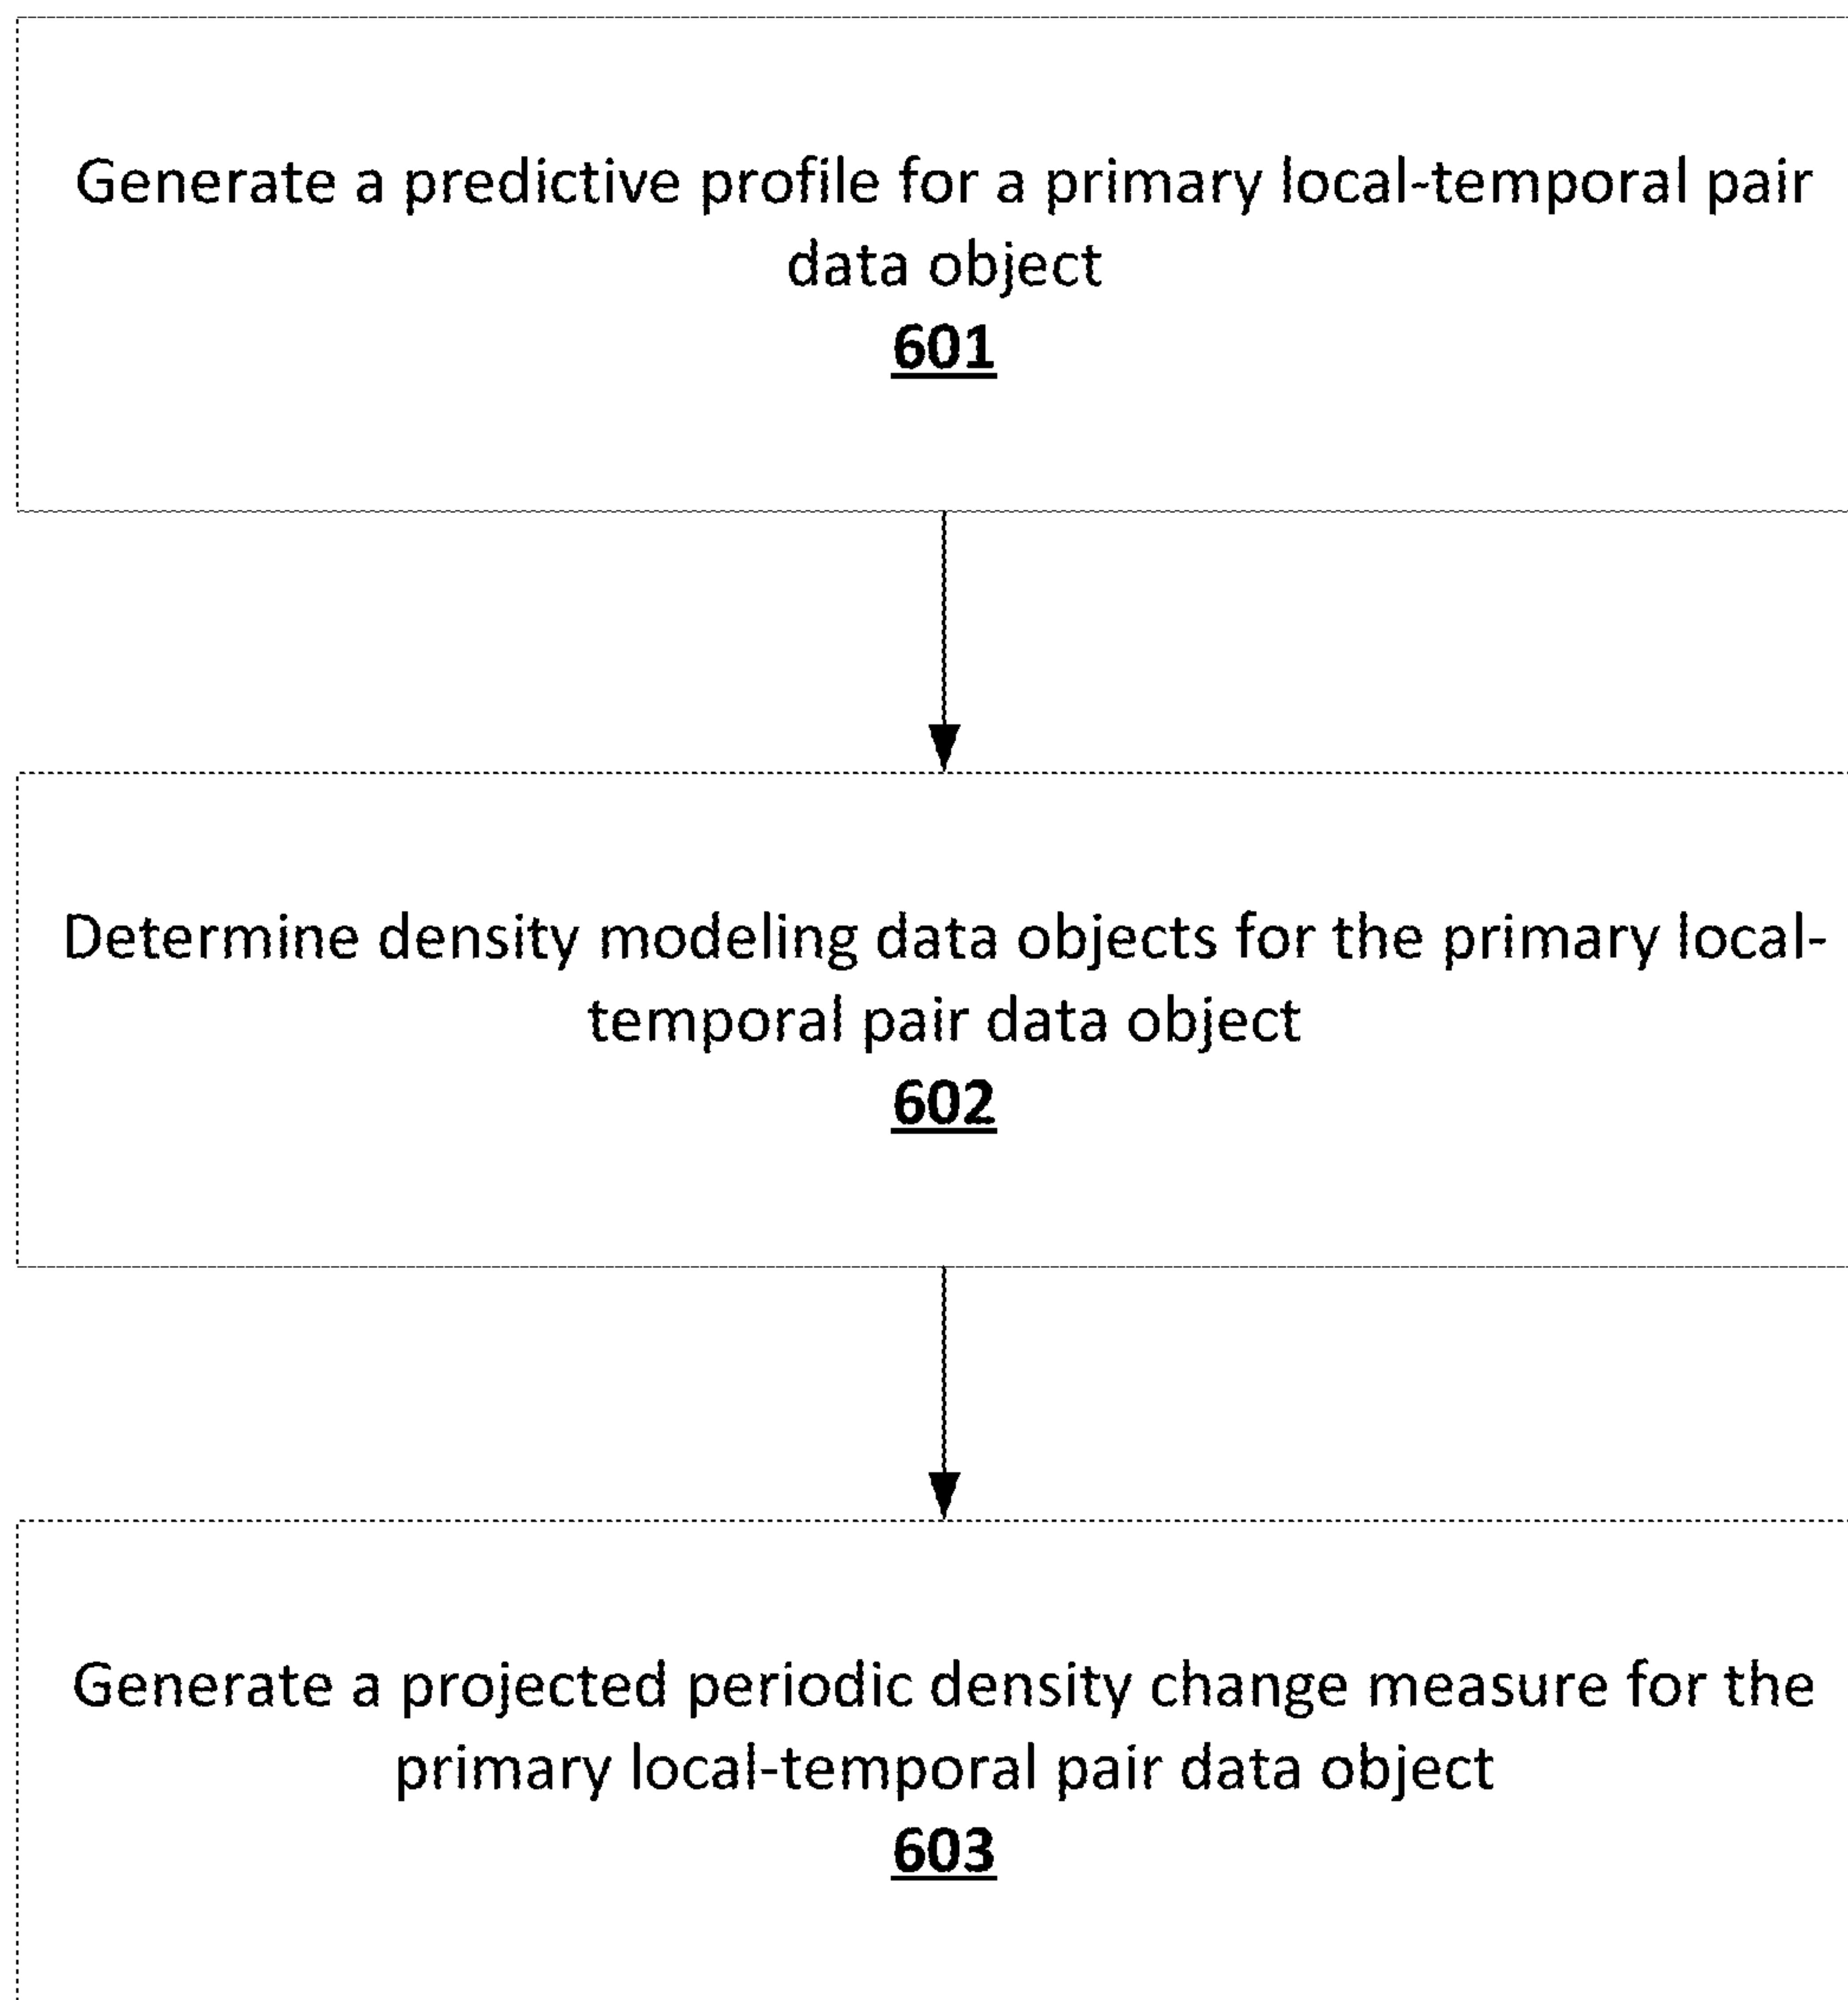 Generate a predictive profile for a primary local-temporal pair
data object
601
Determine density modeling data objects for the primary local-
temporal pair data object
602
Generate a projected periodic density change measure for the
primary local-temporal pair data object
603